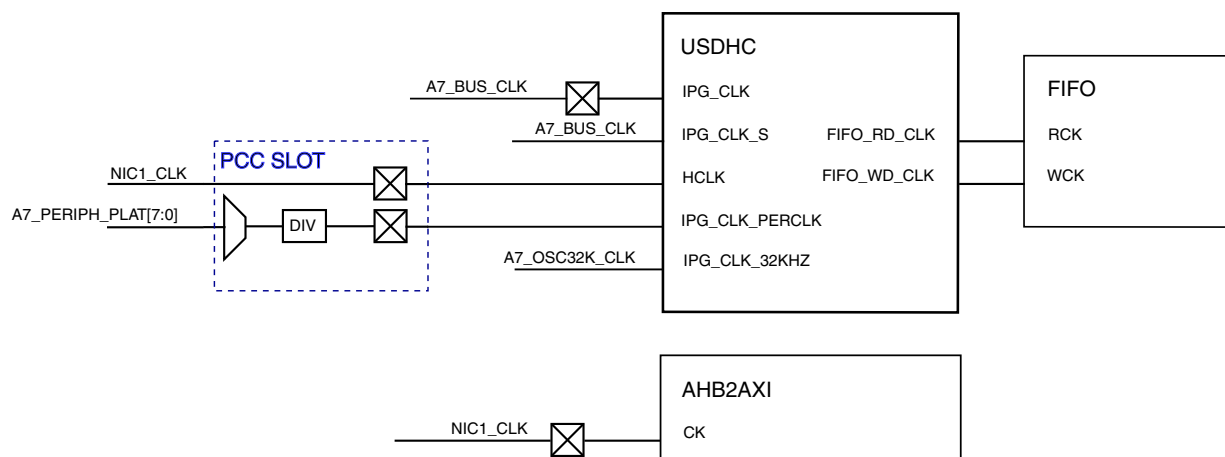 USDHC
FIFO
A7_BUS_CLK
IPG_CLK
A7_BUS_CLK
IPG_CLK_S
FIFO_RD_CLK
RCK
PCC SLOT
NIC1_CLK
HCLK
FIFO_WD_CLK
WCK
A7_PERIPH_PLAT[7:0]
DIV
IPG_CLK_PERCLK
A7_OSC32K_CLK
IPG_CLK_32KHZ
AHB2AXI
NIC1_CLK
CK